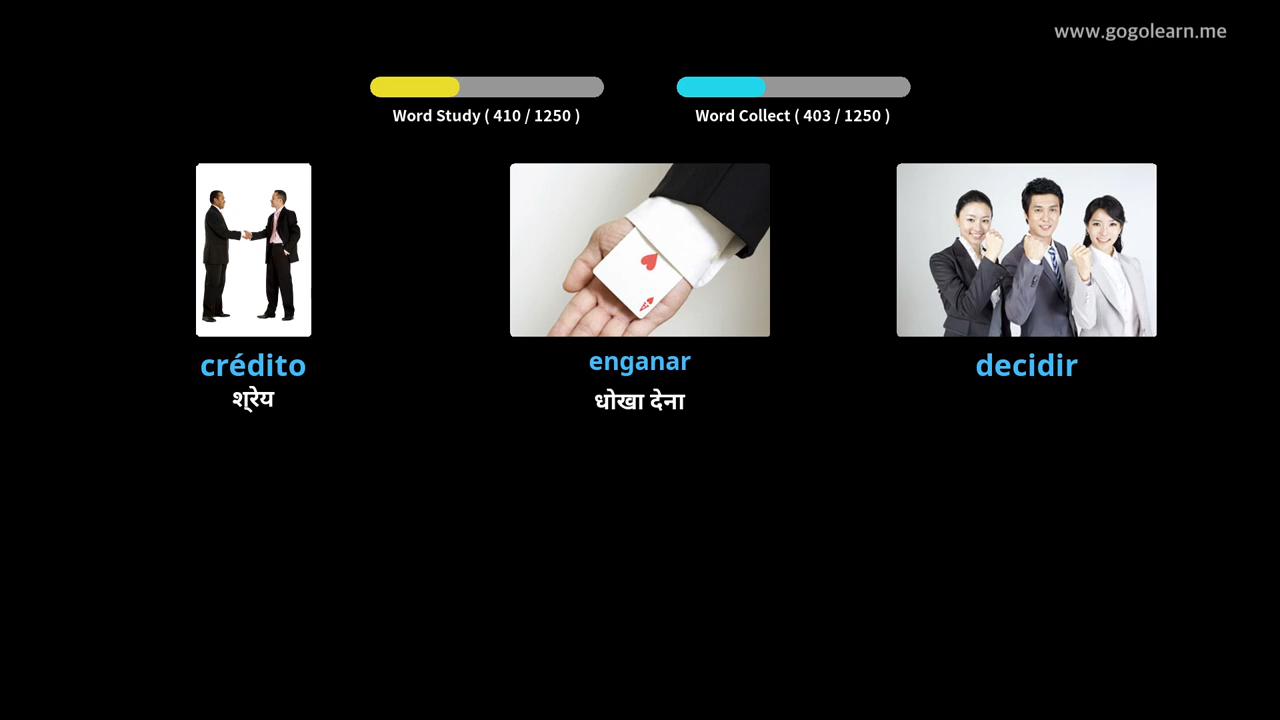 www.gogolearn.me
Word Study ( 410 / 1250 )
Word Collect ( 403 / 1250 )
crédito
श्रेय
enganar
धोखा देना
decidir